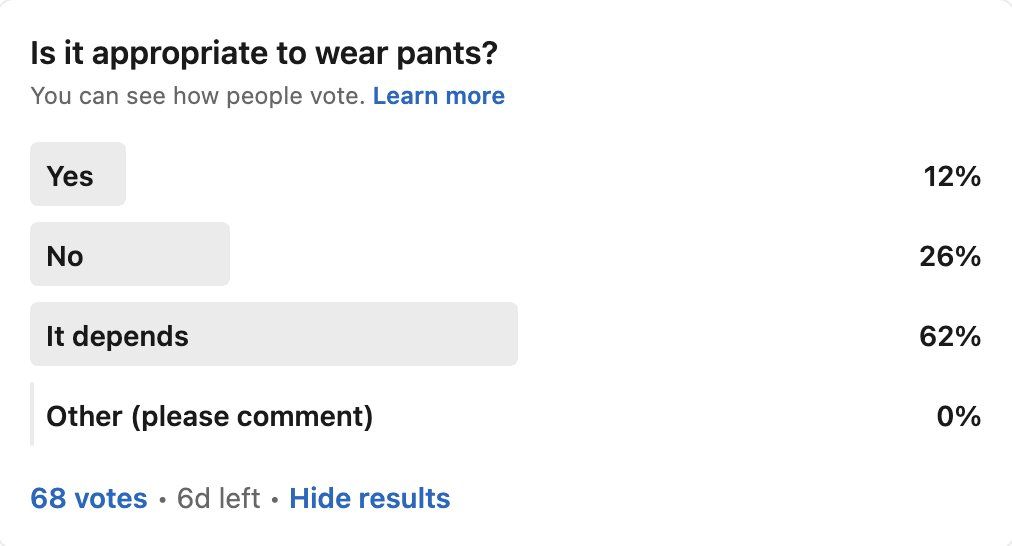 Is it appropriate to wear pants?
You can see how people vote. Learn more
Yes 12%
No 26%
It depends 62%
Other (please comment) 0%
68 votes • 6d left • Hide results